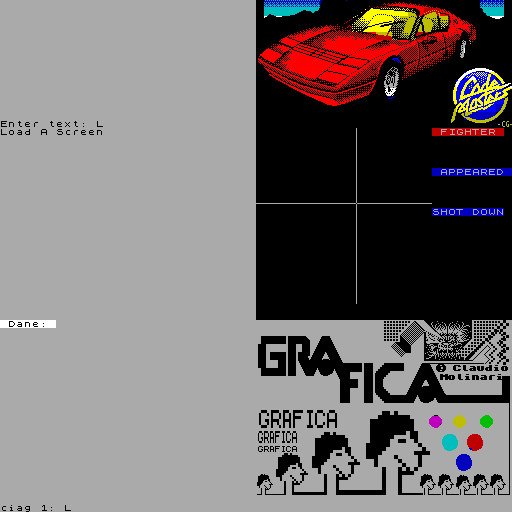 Enter text: L
Load A Screen
Code
Masters
-CG-
FIGHTER
APPEARED
SHOT DOWN
Dane:
GRAFICA
© Claudio
Molinari
GRAFICA
GRAFICA
GRAFICA
ciag 1: L